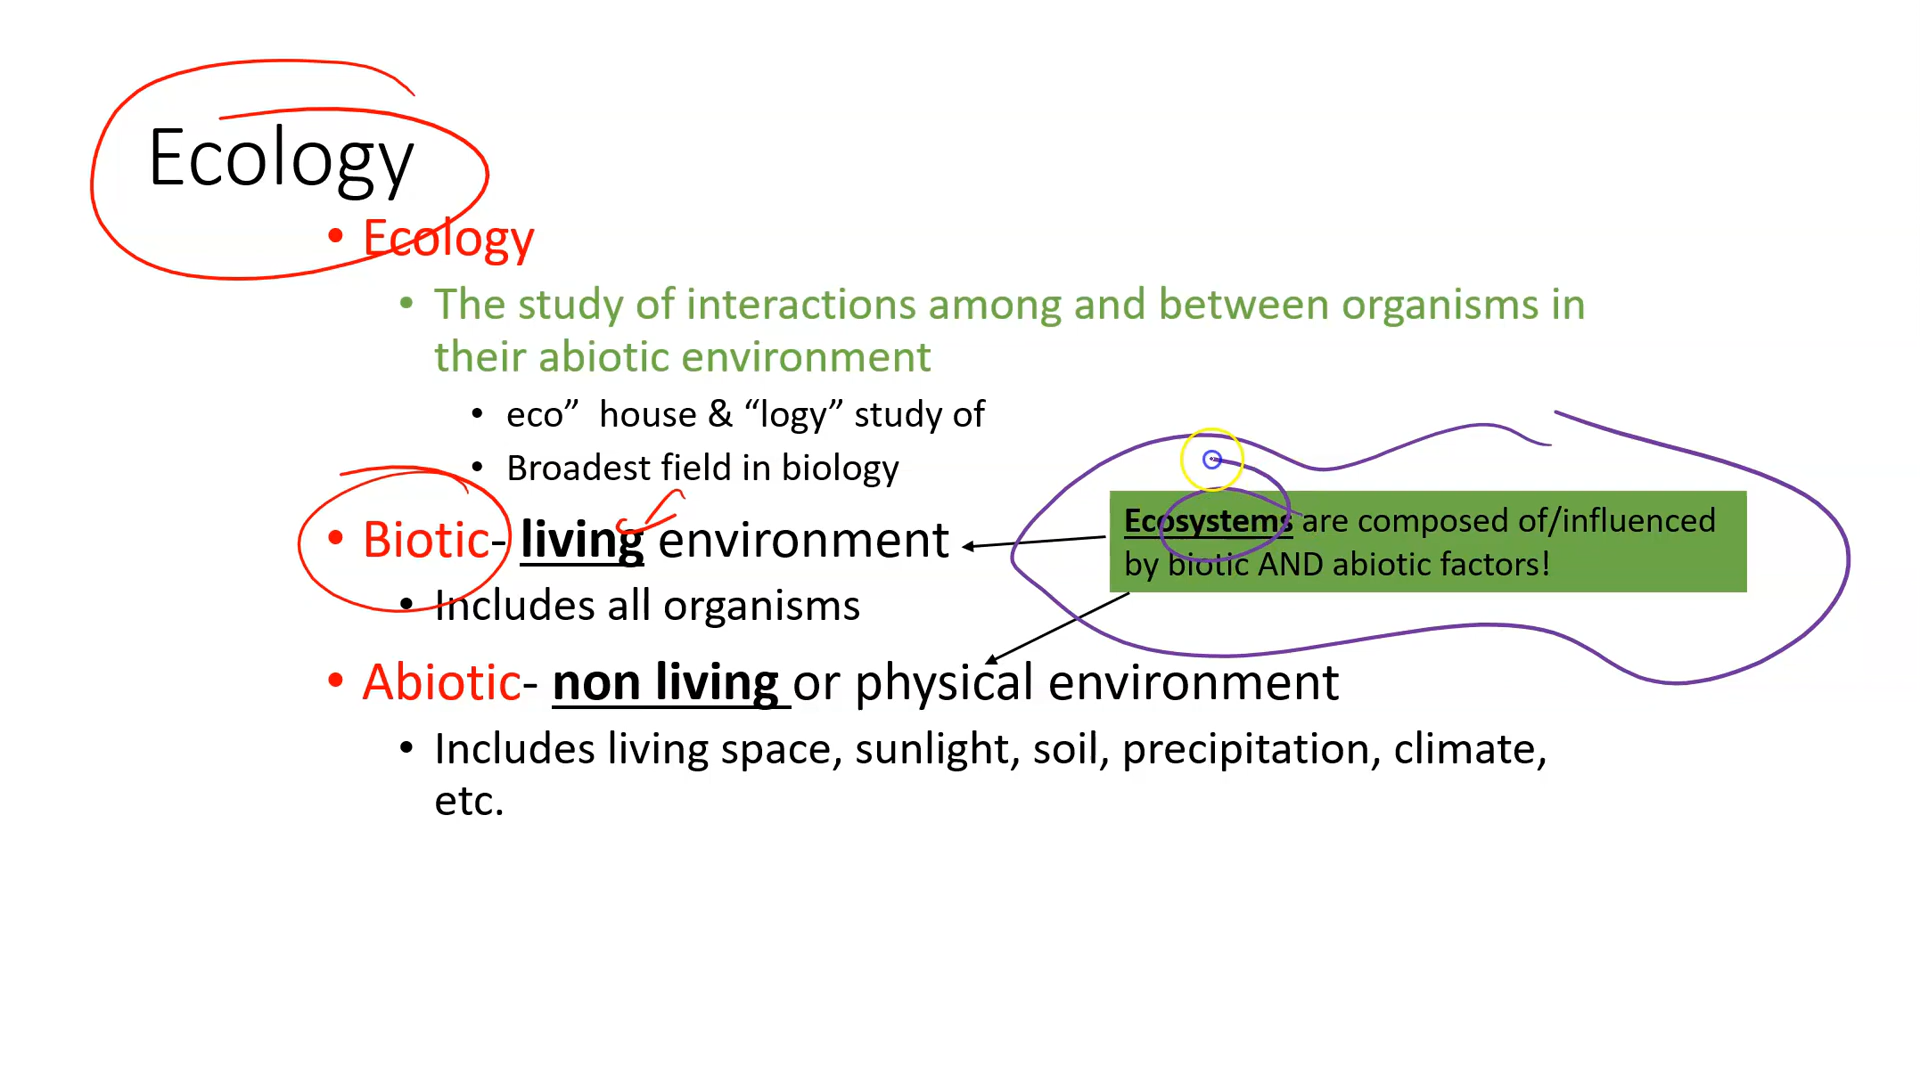 Ecology
• Ecology
• The study of interactions among and between organisms in
their abiotic environment
• eco”  house & “logy” study of
• Broadest field in biology
• Biotic- living environment
• Includes all organisms
Ecosystems are composed of/influenced
by biotic AND abiotic factors!
• Abiotic- non living or physical environment
• Includes living space, sunlight, soil, precipitation, climate,
etc.